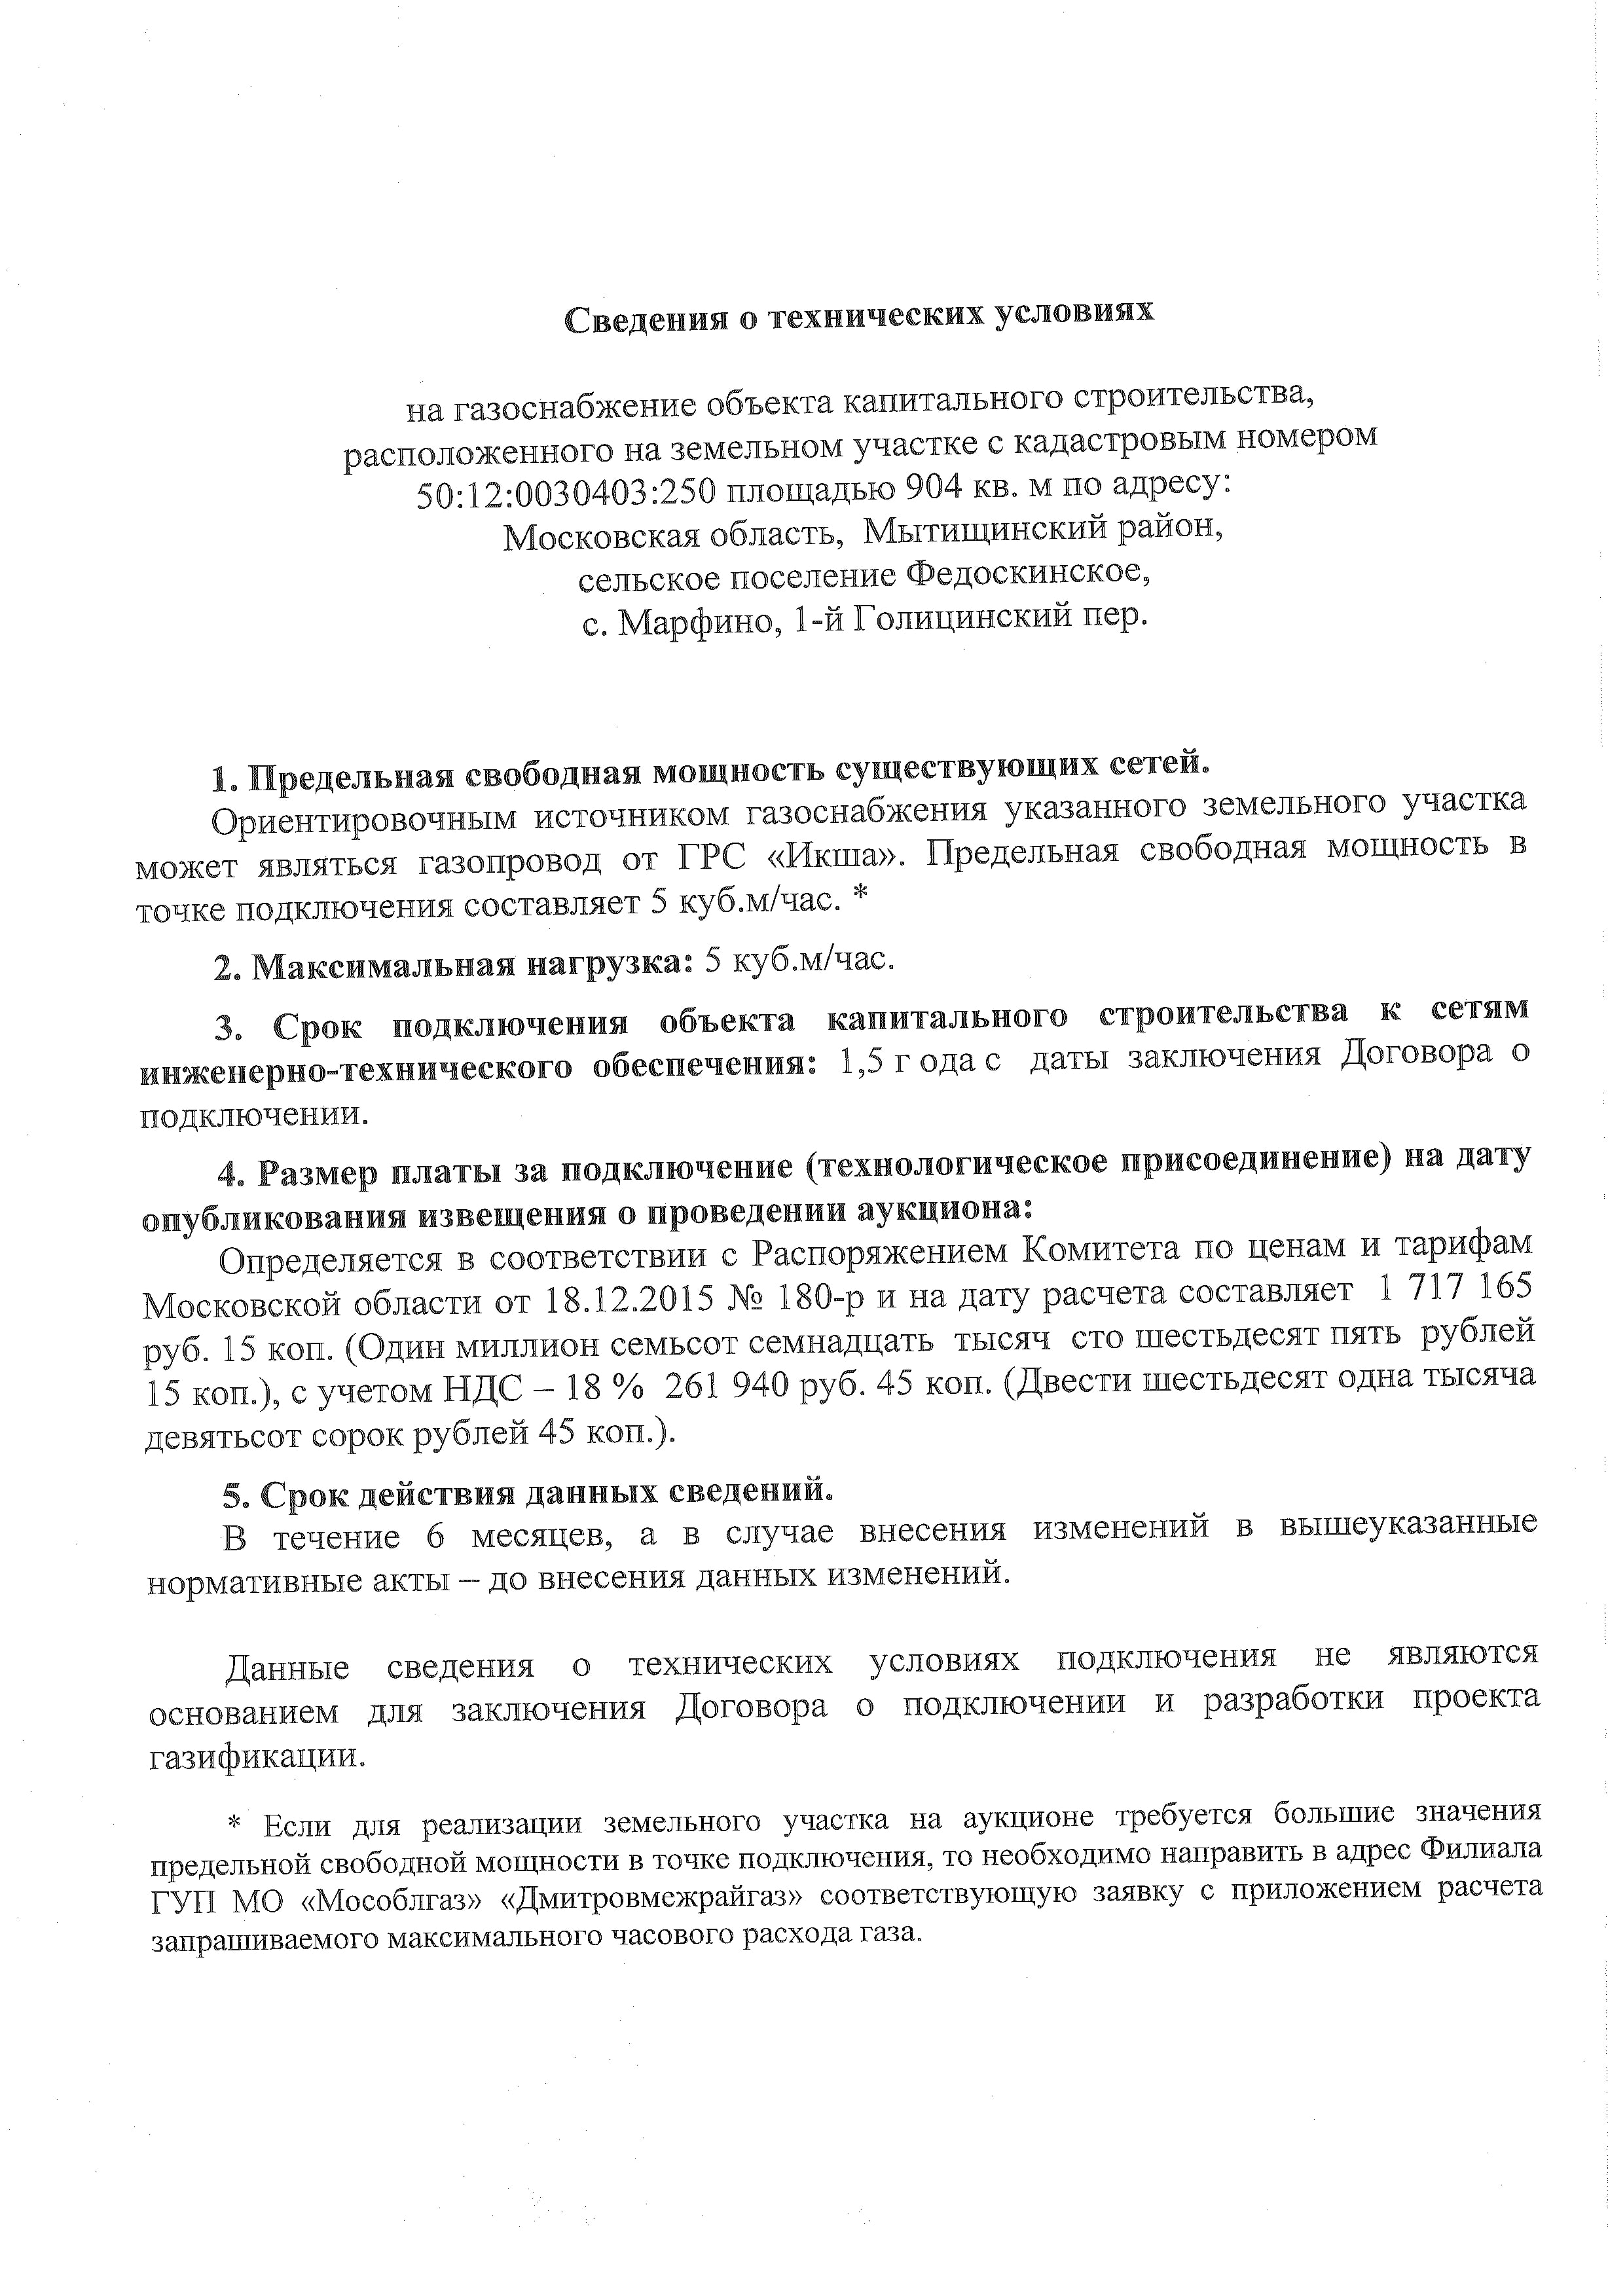 Сведения о технических условиях
на газоснабжение объекта капитального строительства,
расположенного на земельном участке с кадастровым номером
50:12:0030403:250 площадью 904 кв. м по адресу:
Московская область, Мытищинский район,
сельское поселение Федоскинское,
с. Марфино, 1-й Голицинский пер.
1. Предельная свободная мощность существующих сетей.
Ориентировочным источником газоснабжения указанного земельного участка
может являться газопровод от ГРС «Икша». Предельная свободная мощность в
точке подключения составляет 5 куб.м/час. *
2. Максимальная нагрузка: 5 куб.м/час.
3. Срок подключения объекта капитального строительства к сетям
инженерно-технического обеспечения: 1,5 г ода с даты заключения Договора о
подключении.
4. Размер платы за подключение (технологическое присоединение) на дату
опубликования извещения о проведении аукциона:
Определяется в соответствии с Распоряжением Комитета по ценам и тарифам
Московской области от 18.12.2015 № 180-р и на дату расчета составляет 1 717 165
руб. 15 коп. (Один миллион семьсот семнадцать тысяч сто шестьдесят пять рублей
15 коп.), с учетом НДС – 18 % 261 940 руб. 45 коп. (Двести шестьдесят одна тысяча
девятьсот сорок рублей 45 коп.).
5. Срок действия данных сведений.
В течение 6 месяцев, а в случае внесения изменений в вышеуказанные
нормативные акты – до внесения данных изменений.
Данные сведения о технических условиях подключения не являются
основанием для заключения Договора о подключении и разработки проекта
газификации.
* Если для реализации земельного участка на аукционе требуется большие значения
предельной свободной мощности в точке подключения, то необходимо направить в адрес Филиала
ГУП МО «Мособлгаз» «Дмитровмежрайгаз» соответствующую заявку с приложением расчета
запрашиваемого максимального часового расхода газа.